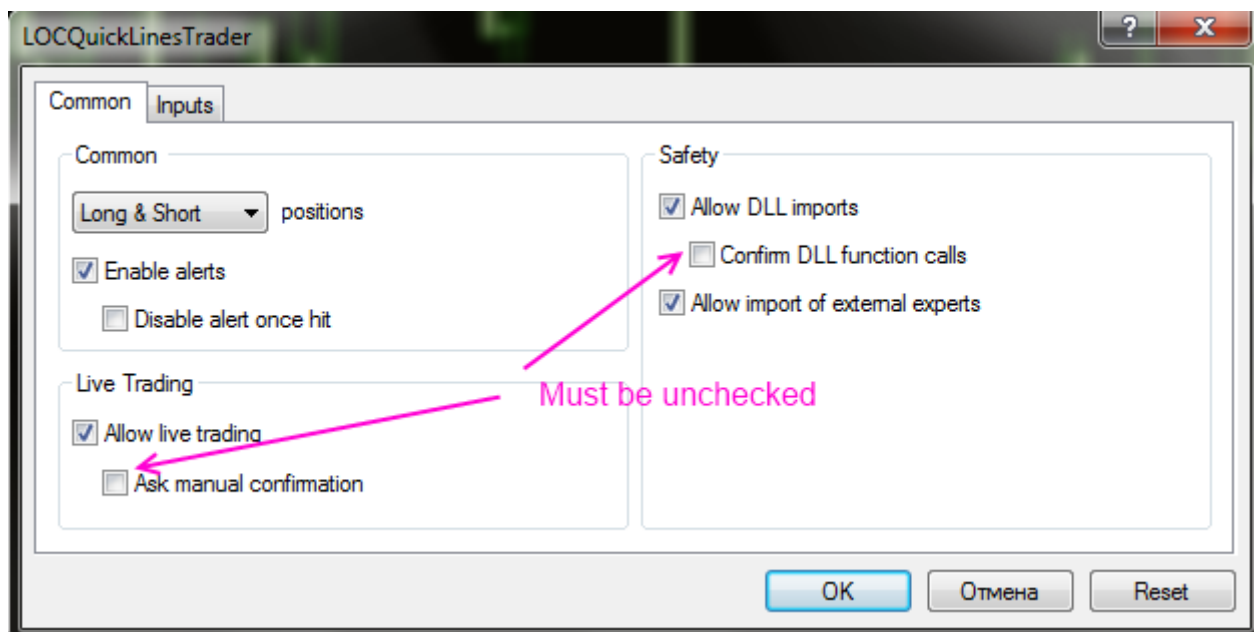 LOCQuickLinesTrader
?
X
Common
Inputs
Common
Long & Short
positions
Enable alerts
Disable alert once hit
Live Trading
Allow live trading
Ask manual confirmation
Safety
Allow DLL imports
Confirm DLL function calls
Allow import of external experts
Must be unchecked
OK
Отмена
Reset